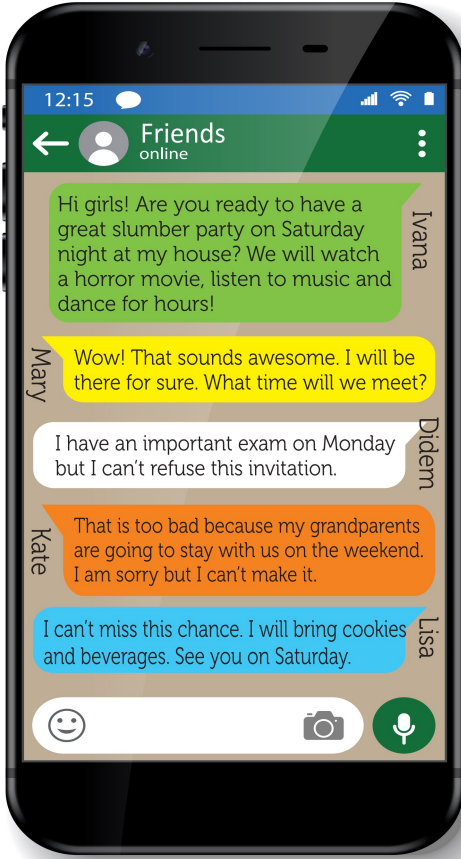 12:15
Friends
online
Hi girls! Are you ready to have a
great slumber party on Saturday
night at my house? We will watch
a horror movie, listen to music and
dance for hours!
Ivana
Mary
Wow! That sounds awesome. I will be
there for sure. What time will we meet?
I have an important exam on Monday
but I can’t refuse this invitation.
Didem
Kate
That is too bad because my grandparents
are going to stay with us on the weekend.
I am sorry but I can’t make it.
I can’t miss this chance. I will bring cookies
and beverages. See you on Saturday.
Lisa